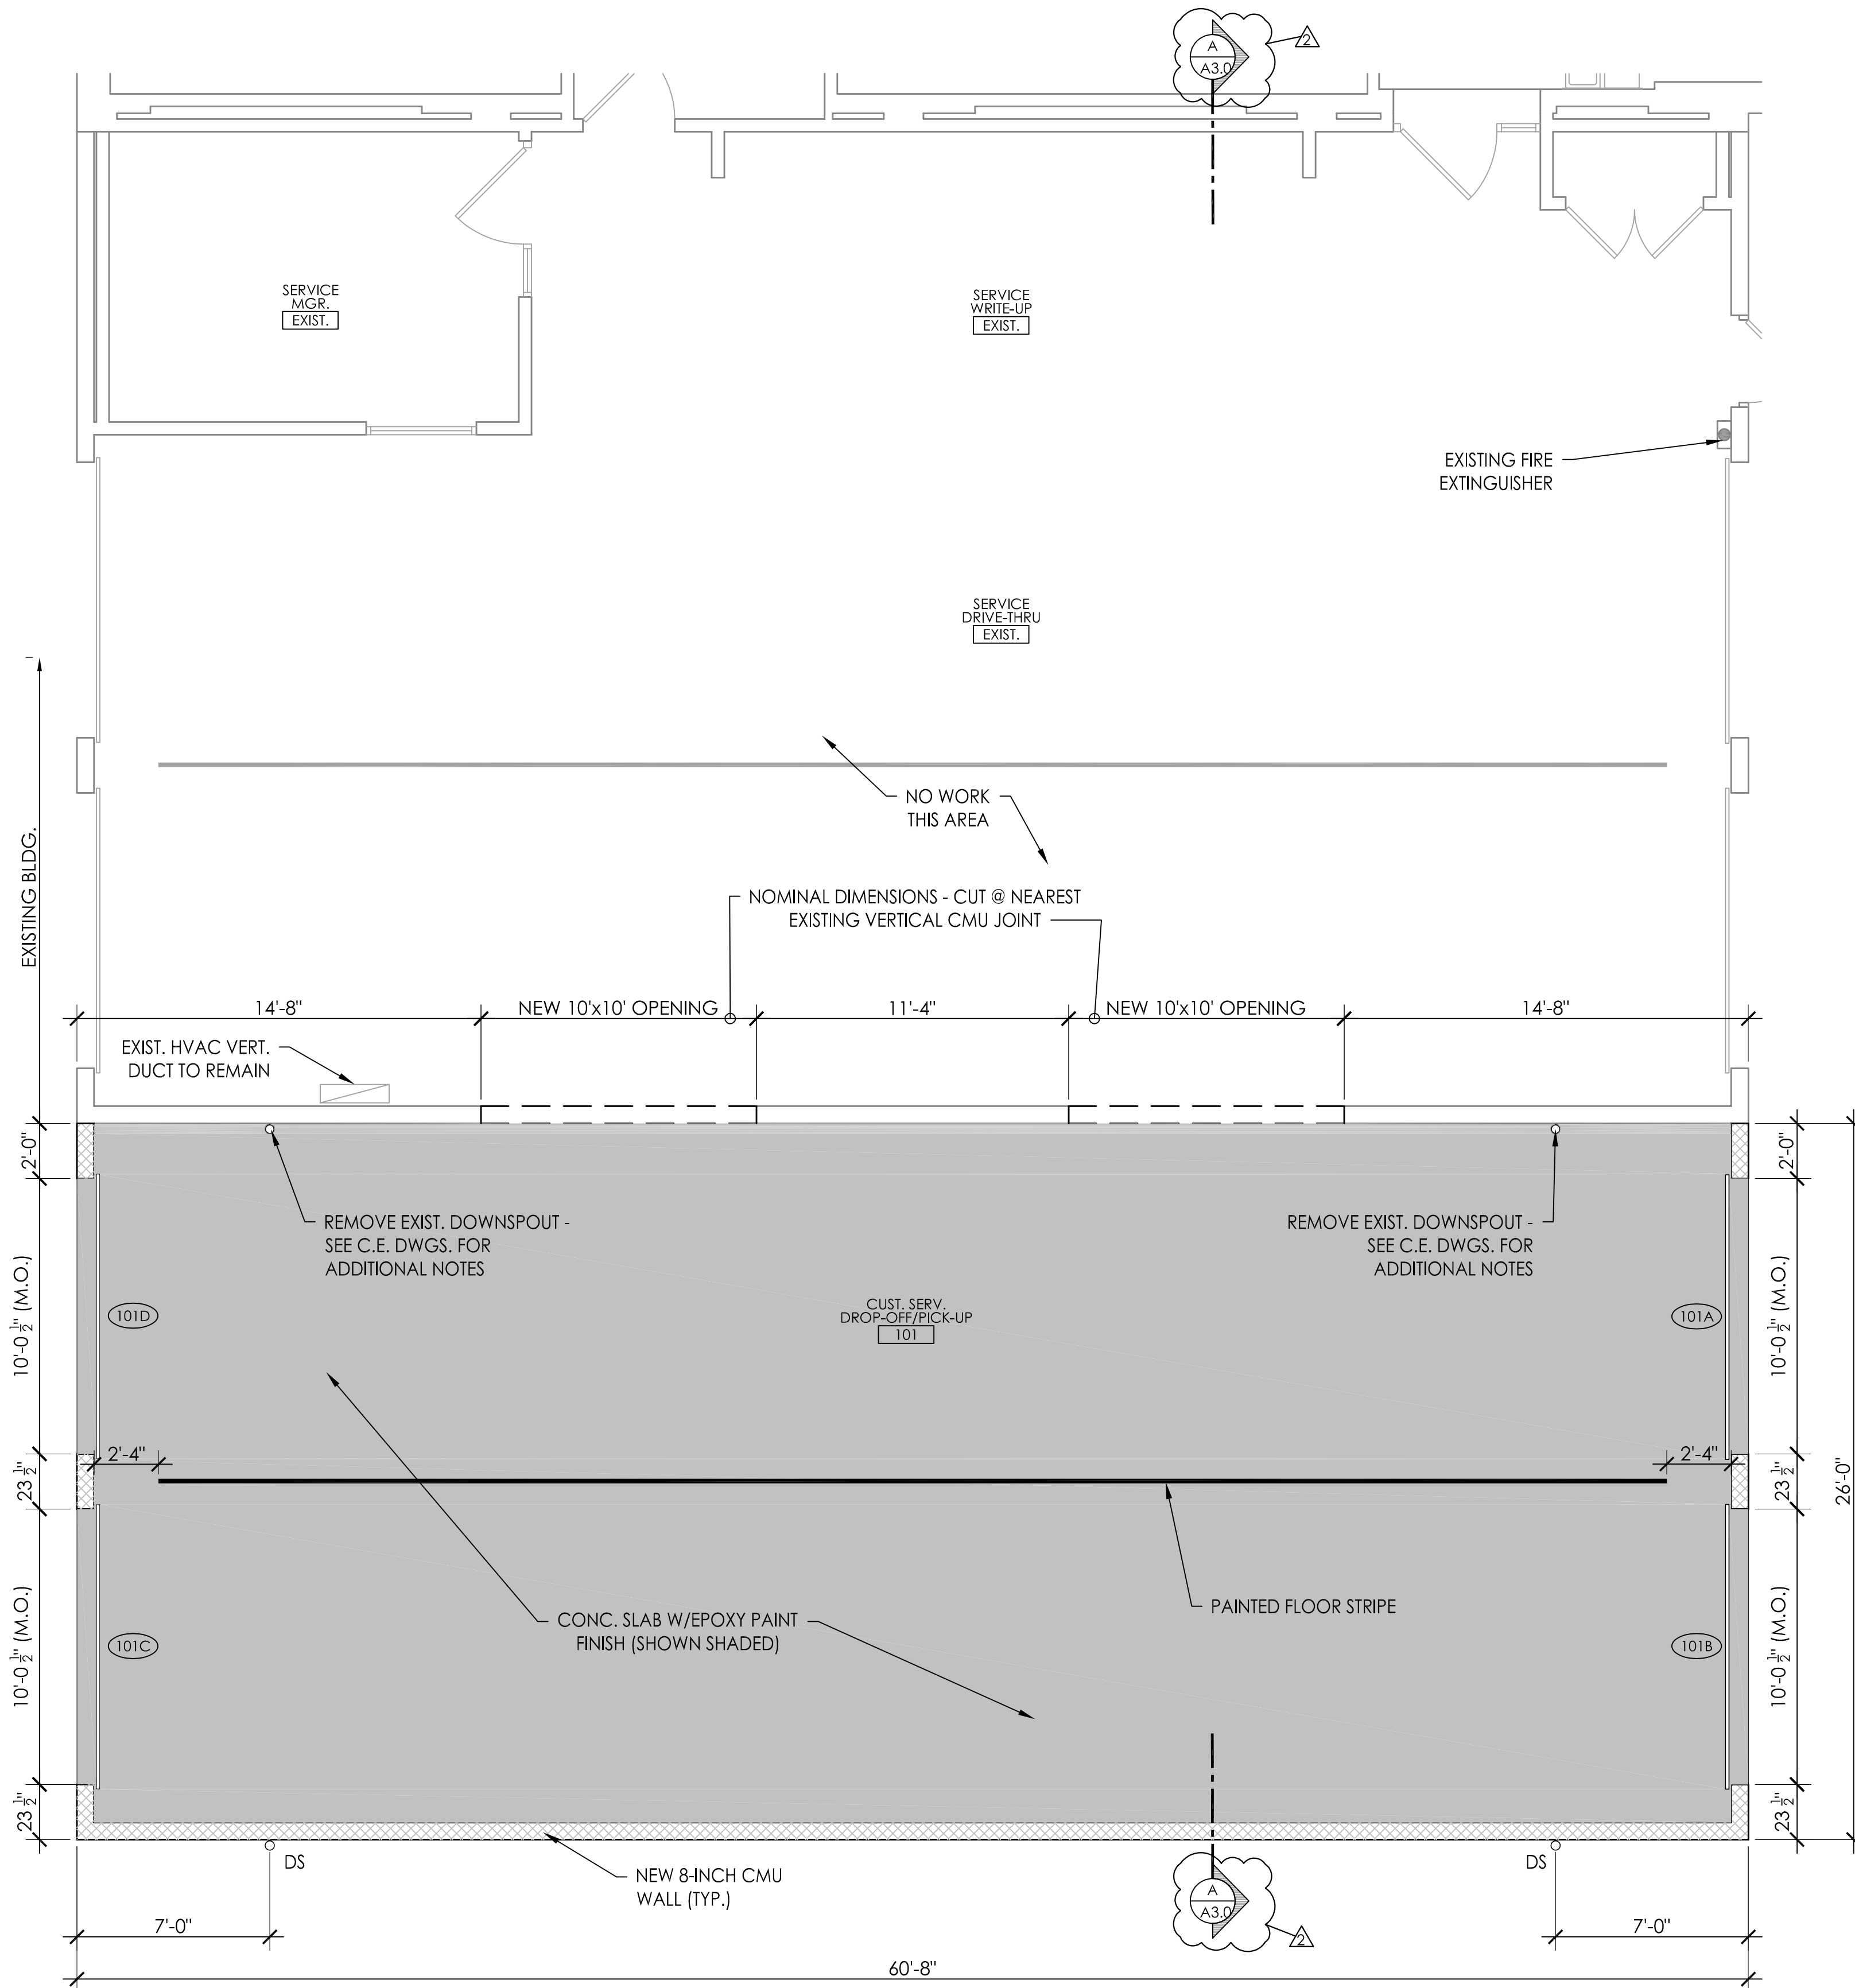 A
A3.0
2
SERVICE
MGR.
EXIST.
SERVICE
WRITE-UP
EXIST.
EXISTING FIRE
EXTINGUISHER
SERVICE
DRIVE-THRU
EXIST.
NO WORK
THIS AREA
EXISTING BLDG.
NOMINAL DIMENSIONS - CUT @ NEAREST
EXISTING VERTICAL CMU JOINT
14'-8"
NEW 10'x10' OPENING
11'-4"
NEW 10'x10' OPENING
14'-8"
EXIST. HVAC VERT.
DUCT TO REMAIN
2'-0"
2'-0"
REMOVE EXIST. DOWNSPOUT -
SEE C.E. DWGS. FOR
ADDITIONAL NOTES
REMOVE EXIST. DOWNSPOUT -
SEE C.E. DWGS. FOR
ADDITIONAL NOTES
10'-0 1/2" (M.O.)
101D
CUST. SERV.
DROP-OFF/PICK-UP
101
101A
10'-0 1/2" (M.O.)
2'-4"
2'-4"
23 1/2"
23 1/2"
26'-0"
PAINTED FLOOR STRIPE
CONC. SLAB W/EPOXY PAINT
FINISH (SHOWN SHADED)
10'-0 1/2" (M.O.)
101C
101B
10'-0 1/2" (M.O.)
23 1/2"
23 1/2"
DS
DS
NEW 8-INCH CMU
WALL (TYP.)
A
A3.0
2
7'-0"
7'-0"
60'-8"